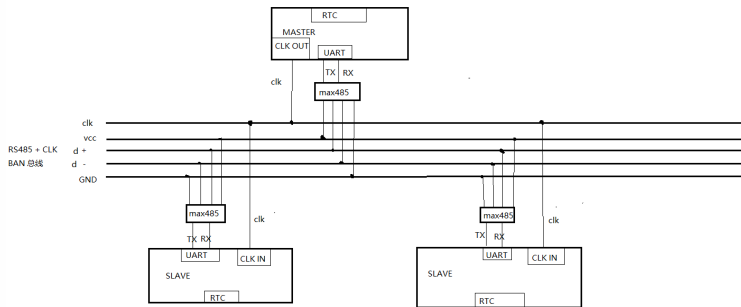 RTC
MASTER
CLK OUT
UART
TX RX
clk
max485
clk
vcc
RS485 + CLK d +
BAN 总线 d -
GND
max485
max485
clk
clk
TX RX
TX RX
UART
CLK IN
UART
CLK IN
SLAVE
SLAVE
RTC
RTC